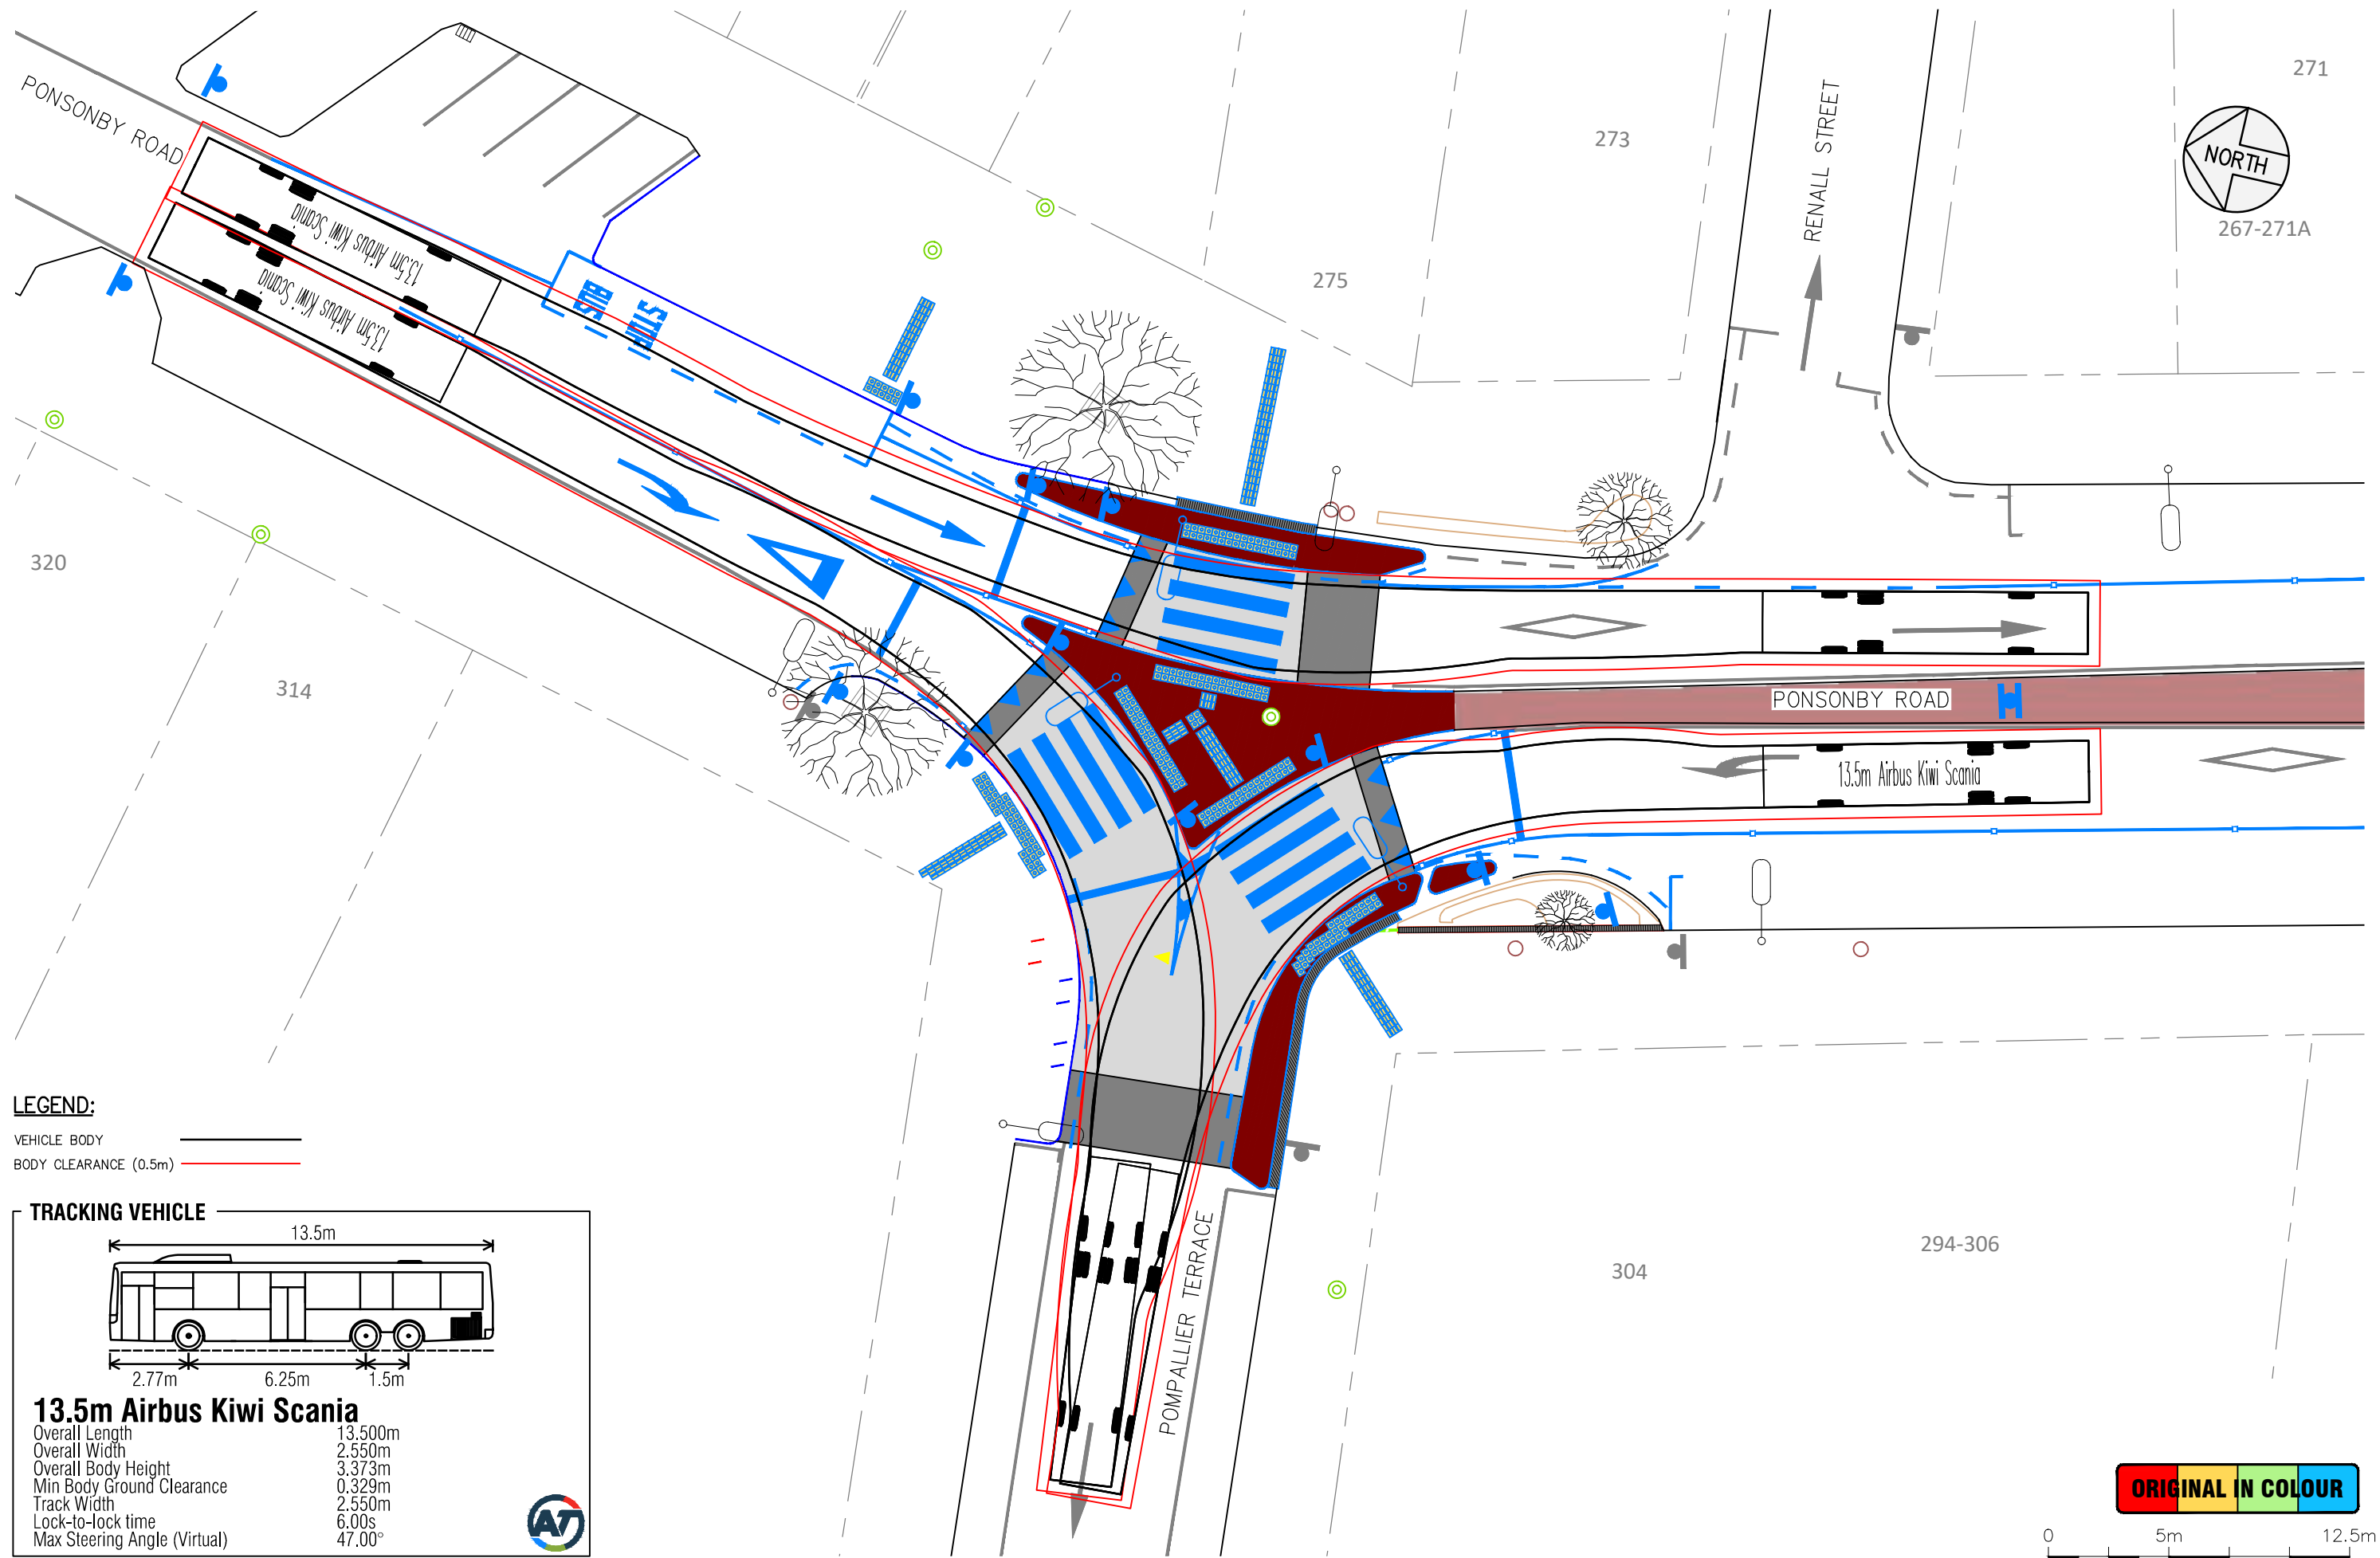 PONSONBY ROAD
271
273
RENALL STREET
NORTH
267-271A
275
13.5m Airbus Kiwi Scania
13.5m Airbus Kiwi Scania
BUS STOP
320
314
PONSONBY ROAD
13.5m Airbus Kiwi Scania
LEGEND:
VEHICLE BODY
BODY CLEARANCE (0.5m)
TRACKING VEHICLE
13.5m
2.77m 6.25m 1.5m
13.5m Airbus Kiwi Scania
Overall Length 13.500m
Overall Width 2.550m
Overall Body Height 3.373m
Min Body Ground Clearance 0.329m
Track Width 2.550m
Lock-to-lock time 6.00s
Max Steering Angle (Virtual) 47.00°
AT
POMPALLIER TERRACE
304
294-306
ORIGINAL IN COLOUR
0 5m 12.5m